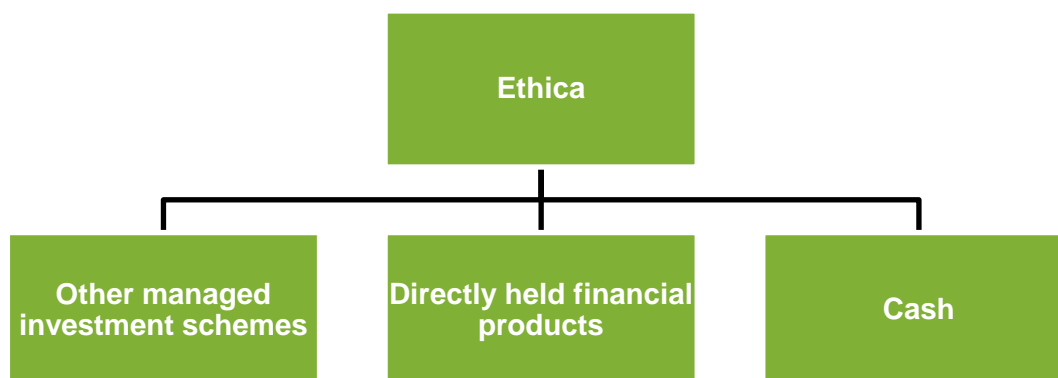 Ethica
Other managed
investment schemes
Directly held financial
products
Cash